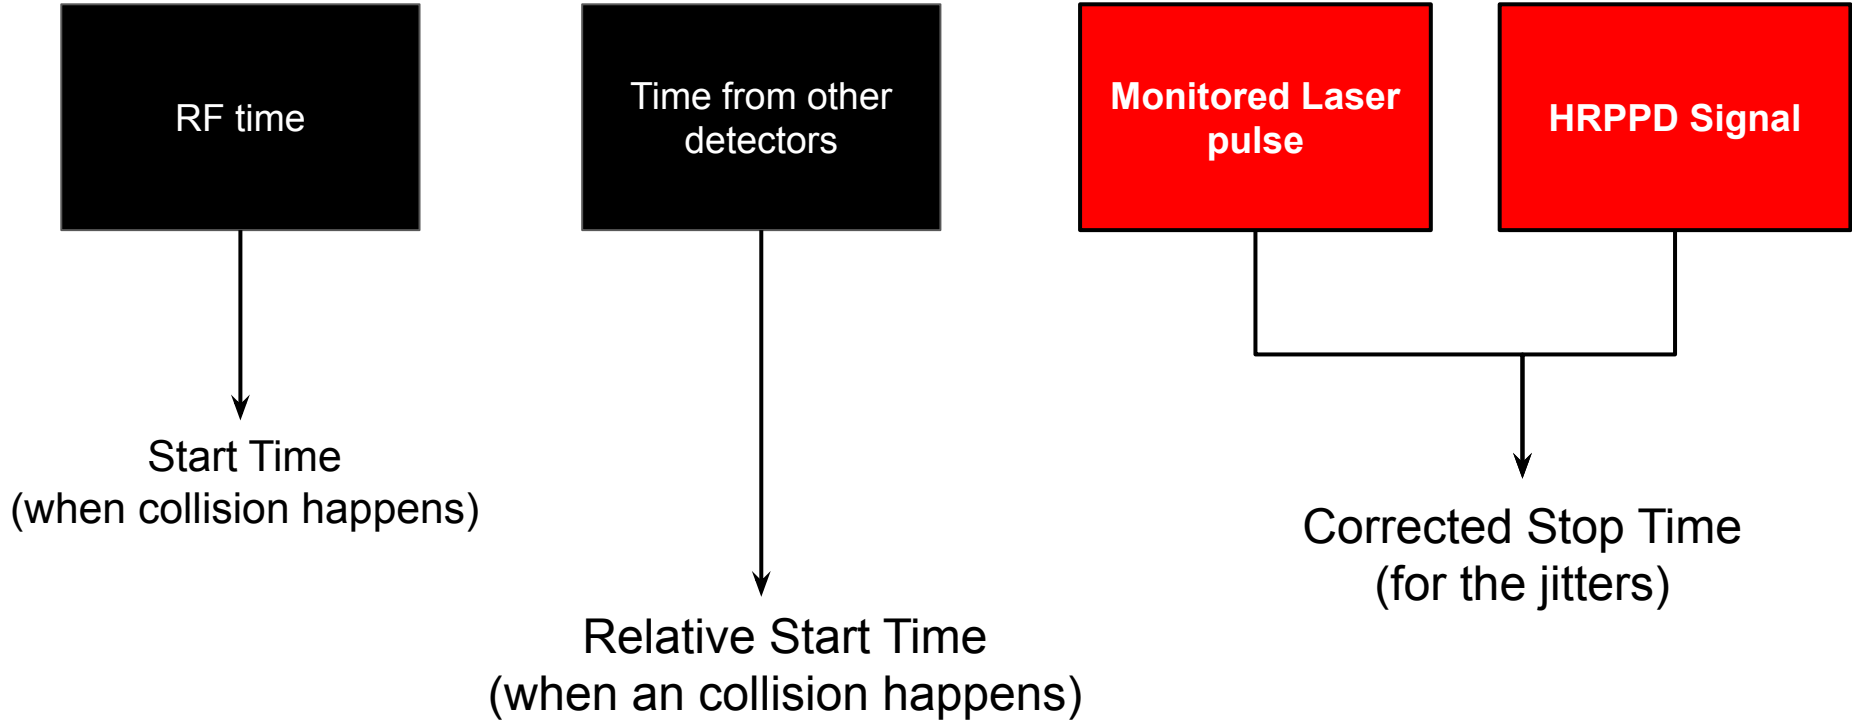 RF time
Time from other
detectors
Monitored Laser
pulse
HRPPD Signal
Start Time
(when collision happens)
Relative Start Time
(when an collision happens)
Corrected Stop Time
(for the jitters)